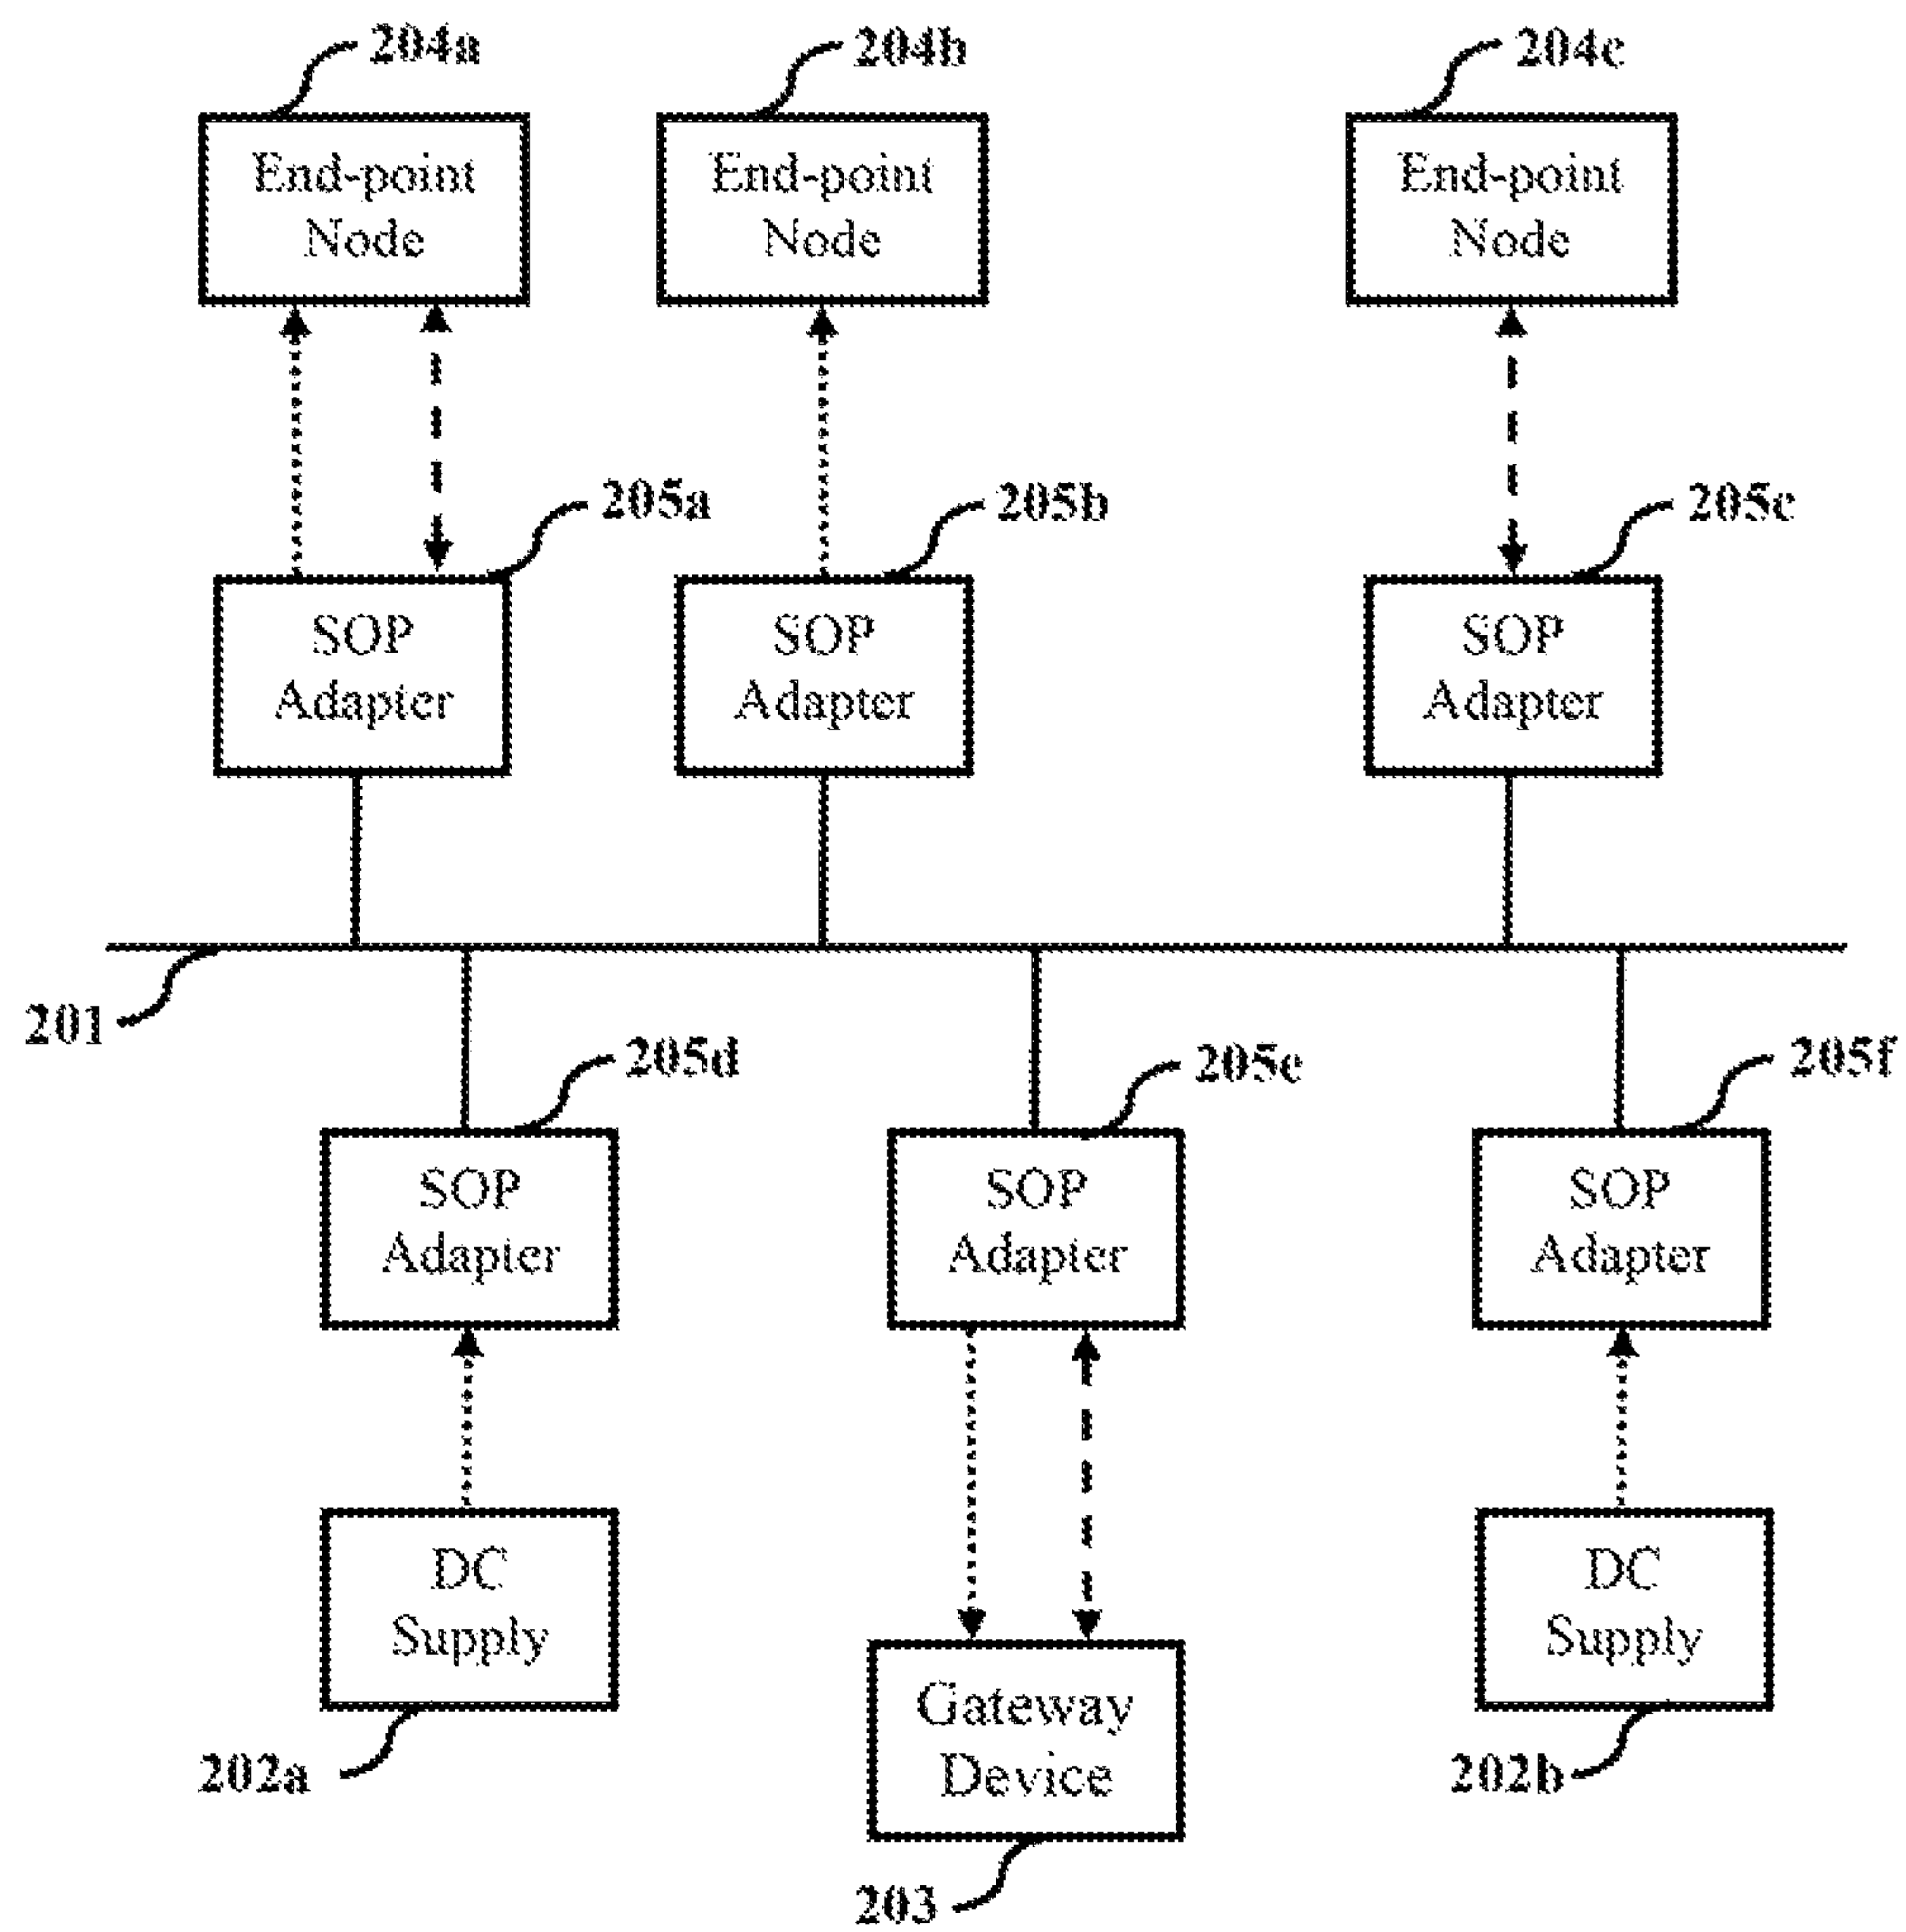 204a
204b
204c
End-point
Node
End-point
Node
End-point
Node
205a
205b
205c
SOP
Adapter
SOP
Adapter
SOP
Adapter
201
205d
205e
205f
SOP
Adapter
SOP
Adapter
SOP
Adapter
DC
Supply
DC
Supply
Gateway
Device
202a
202b
203